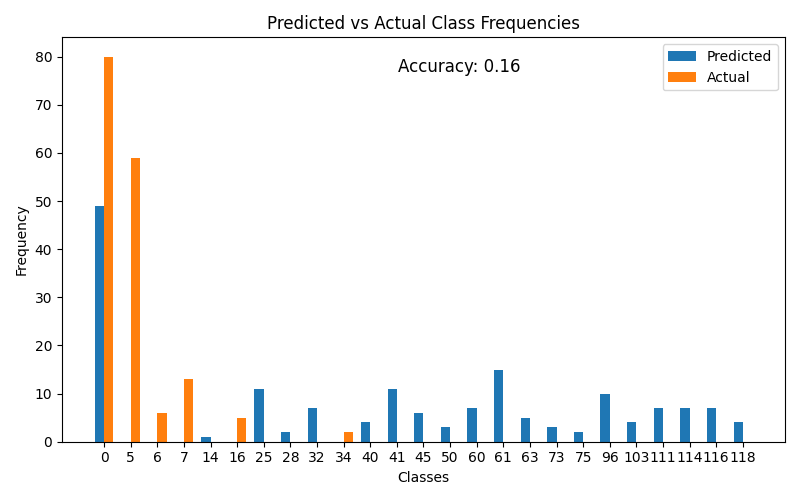 Predicted vs Actual Class Frequencies
Accuracy: 0.16
Predicted
Actual
Frequency
80
70
60
50
40
30
20
10
0
0 5 6 7 14 16 25 28 32 34 40 41 45 50 60 61 63 73 75 96 103 111 114 116 118
Classes